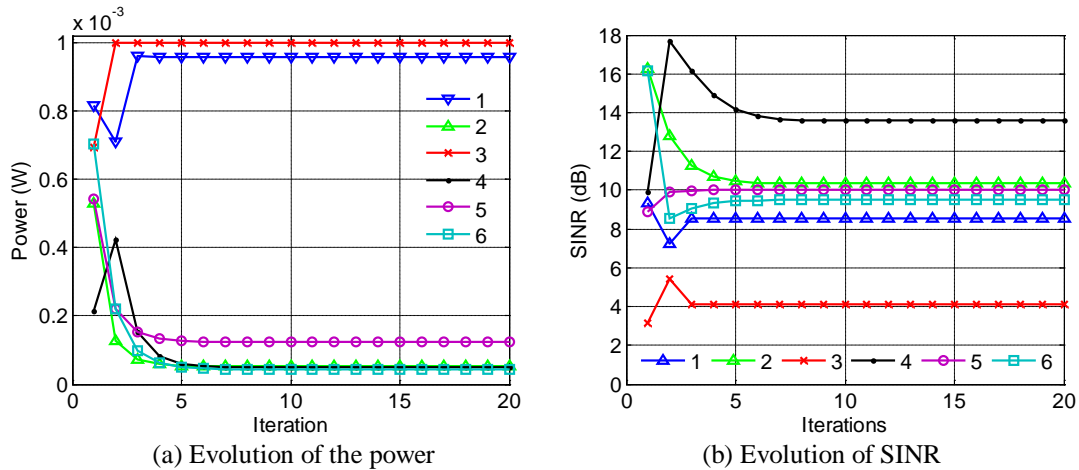 x 10-3
1
0.8
0.6
0.4
0.2
0
Power (W)
1
2
3
4
5
6
0 5 10 15 20
Iteration
(a) Evolution of the power
18
16
14
12
10
8
6
4
2
0
SINR (dB)
1 2 3 4 5 6
0 5 10 15 20
Iterations
(b) Evolution of SINR